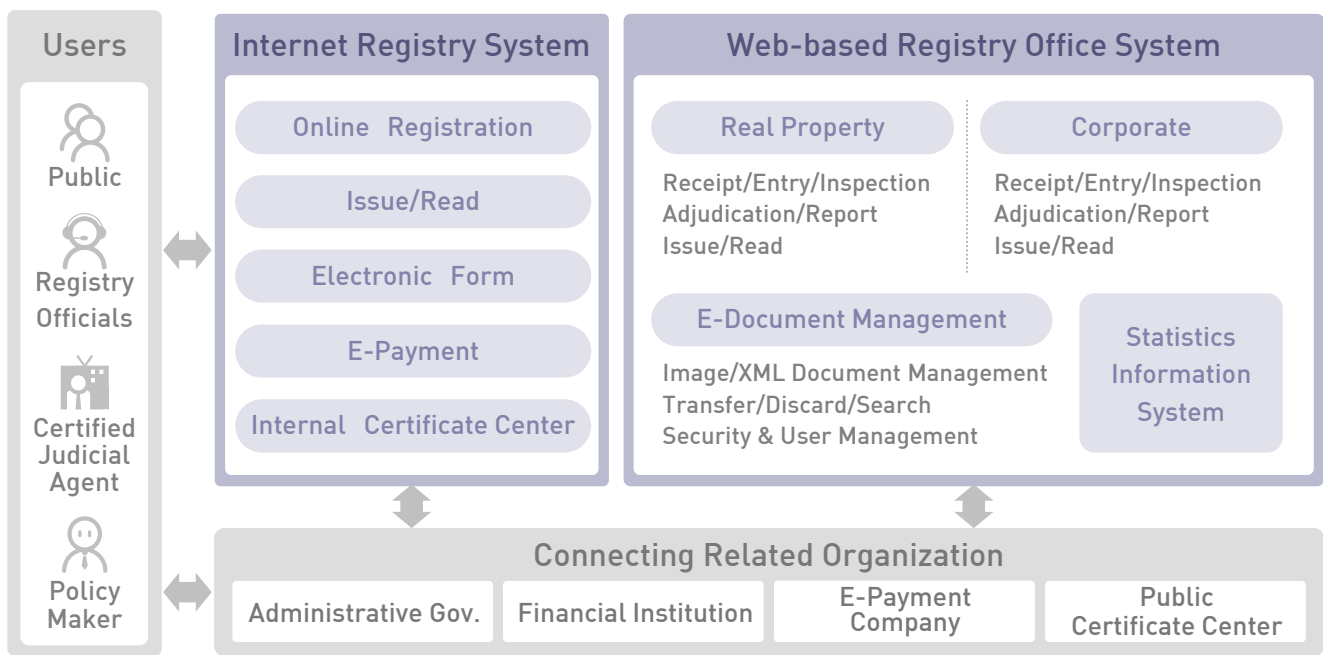 Users
Public
Registry
Officials
Certified
Judicial
Agent
Policy
Maker
Internet Registry System
Online Registration
Issue/Read
Electronic Form
E-Payment
Internal Certificate Center
Web-based Registry Office System
Real Property
Receipt/Entry/Inspection
Adjudication/Report
Issue/Read
Corporate
Receipt/Entry/Inspection
Adjudication/Report
Issue/Read
E-Document Management
Image/XML Document Management
Transfer/Discard/Search
Security & User Management
Statistics
Information
System
Connecting Related Organization
Administrative Gov.
Financial Institution
E-Payment
Company
Public
Certificate Center